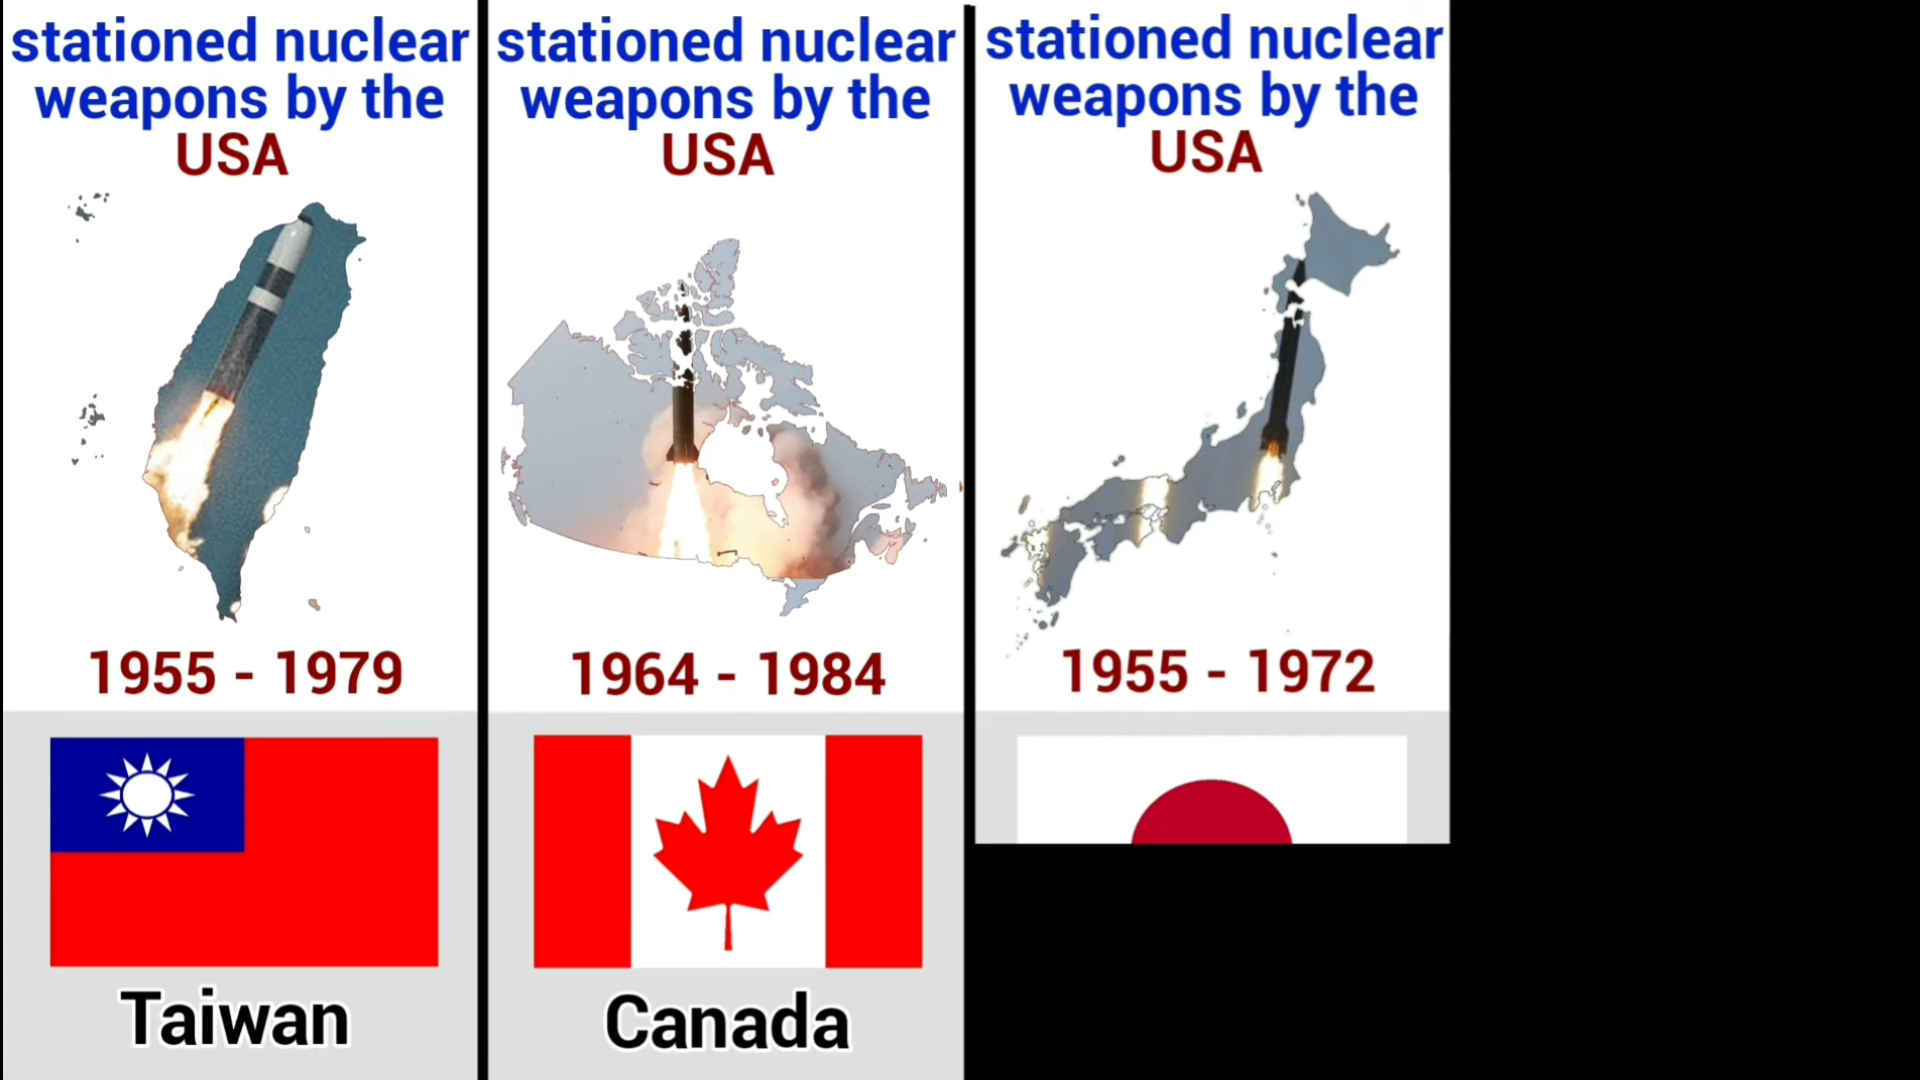 stationed nuclear
weapons by the
USA
1955 - 1979
Taiwan
stationed nuclear
weapons by the
USA
1964 - 1984
Canada
stationed nuclear
weapons by the
USA
1955 - 1972